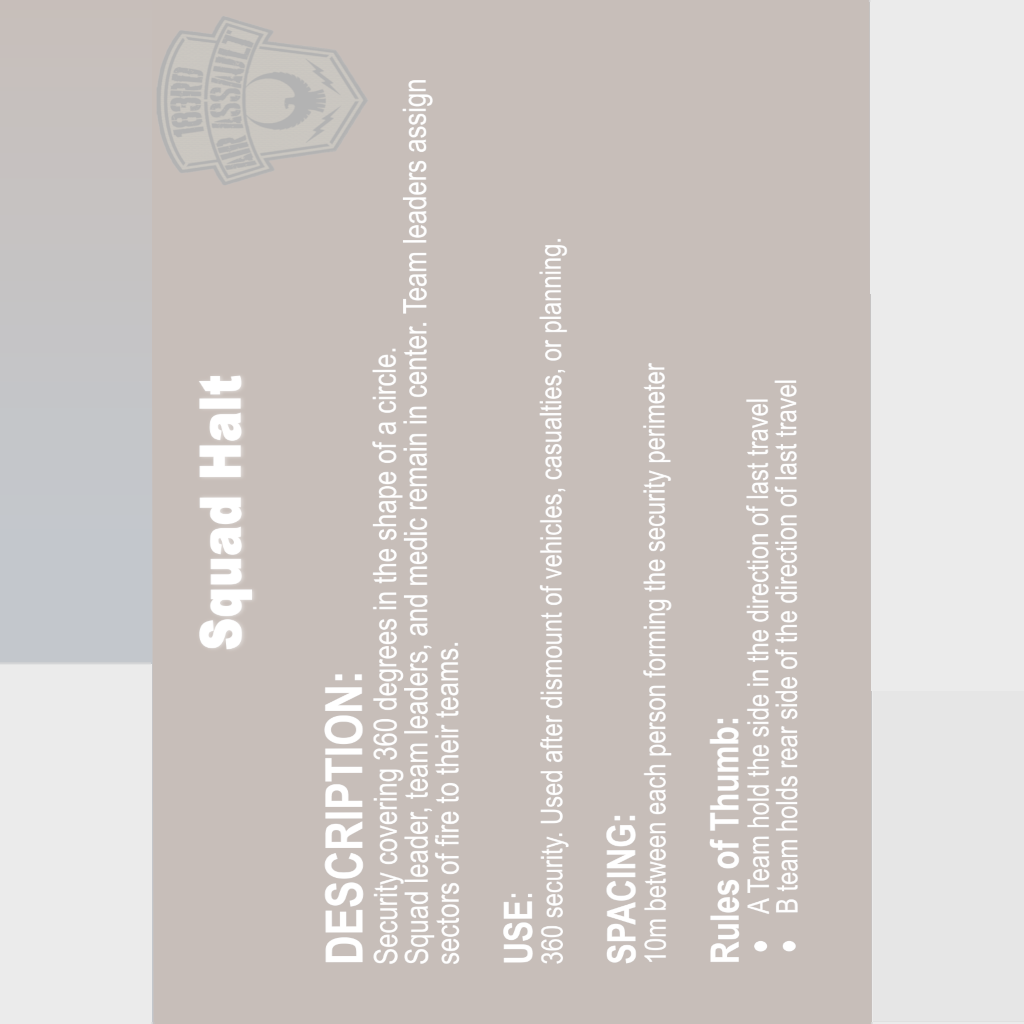 183RD
AIR ASSAULT
Squad Halt
DESCRIPTION:
Security covering 360 degrees in the shape of a circle.
Squad leader, team leaders, and medic remain in center. Team leaders assign
sectors of fire to their teams.
USE:
360 security. Used after dismount of vehicles, casualties, or planning.
SPACING:
10m between each person forming the security perimeter
Rules of Thumb:
• A Team hold the side in the direction of last travel
• B team holds rear side of the direction of last travel